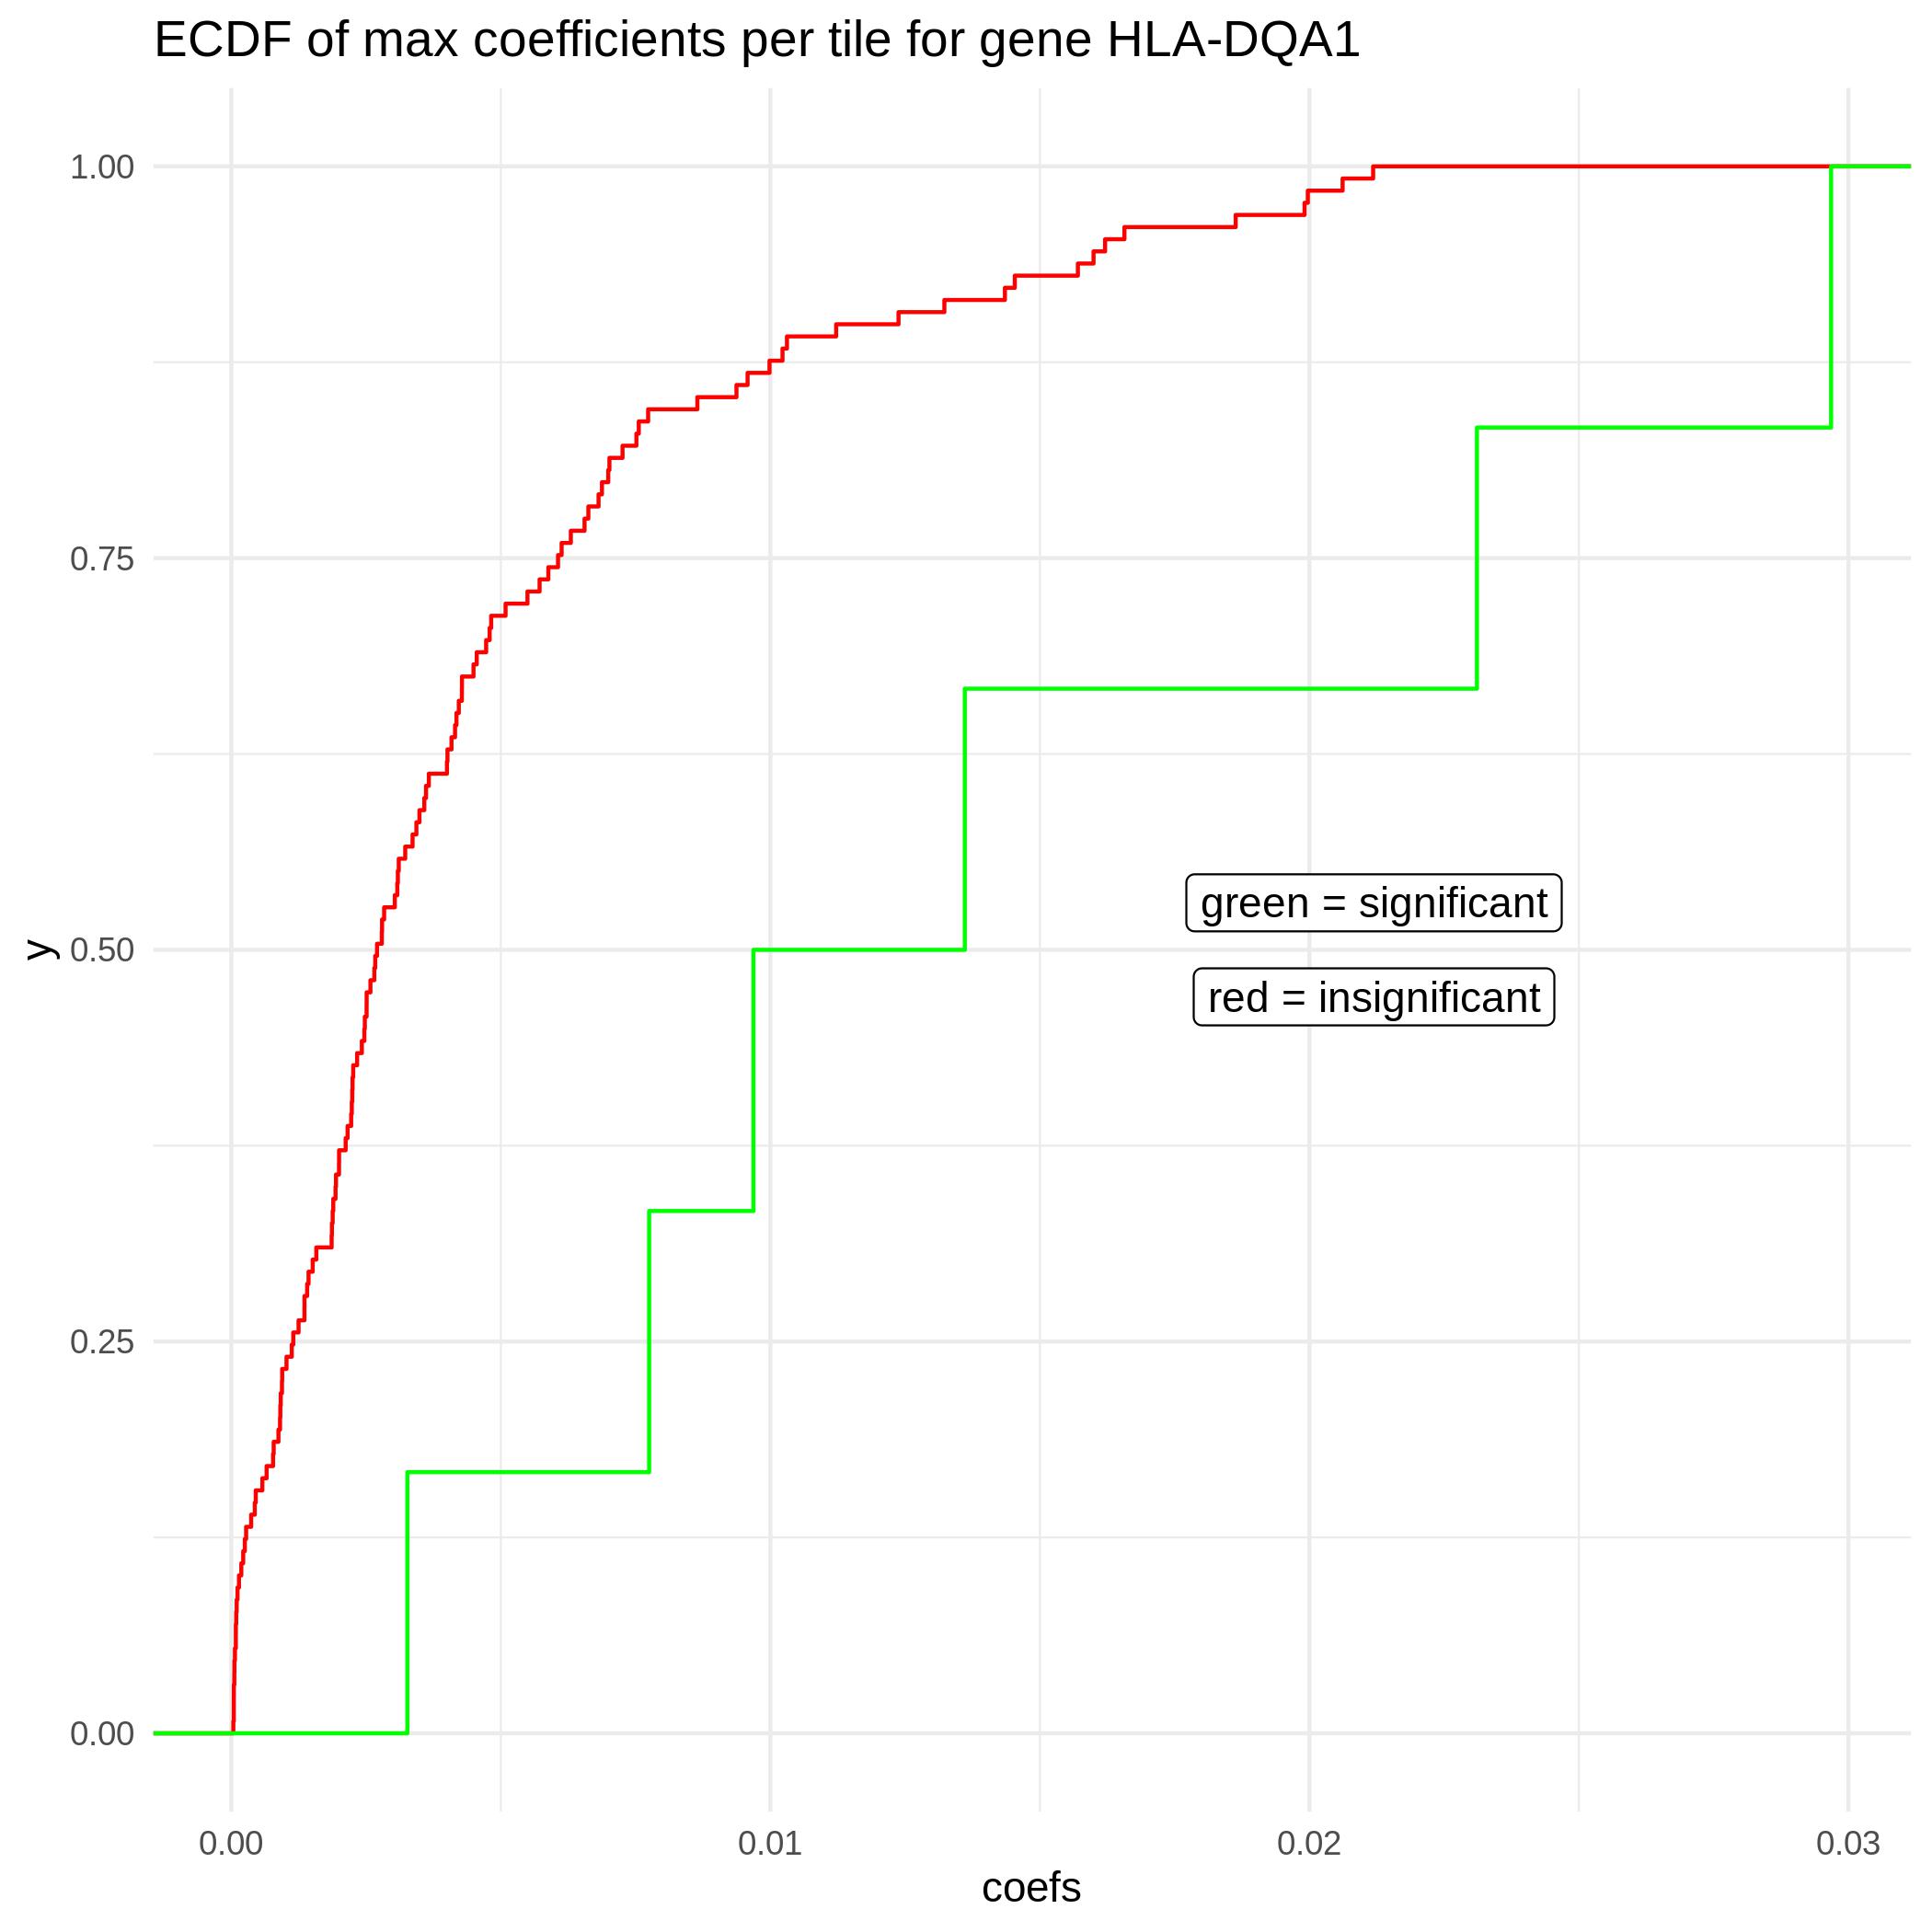 ECDF of max coefficients per tile for gene HLA-DQA1
1.00
0.75
0.50
0.25
0.00
y
green = significant
red = insignificant
0.00 0.01 0.02 0.03
coefs